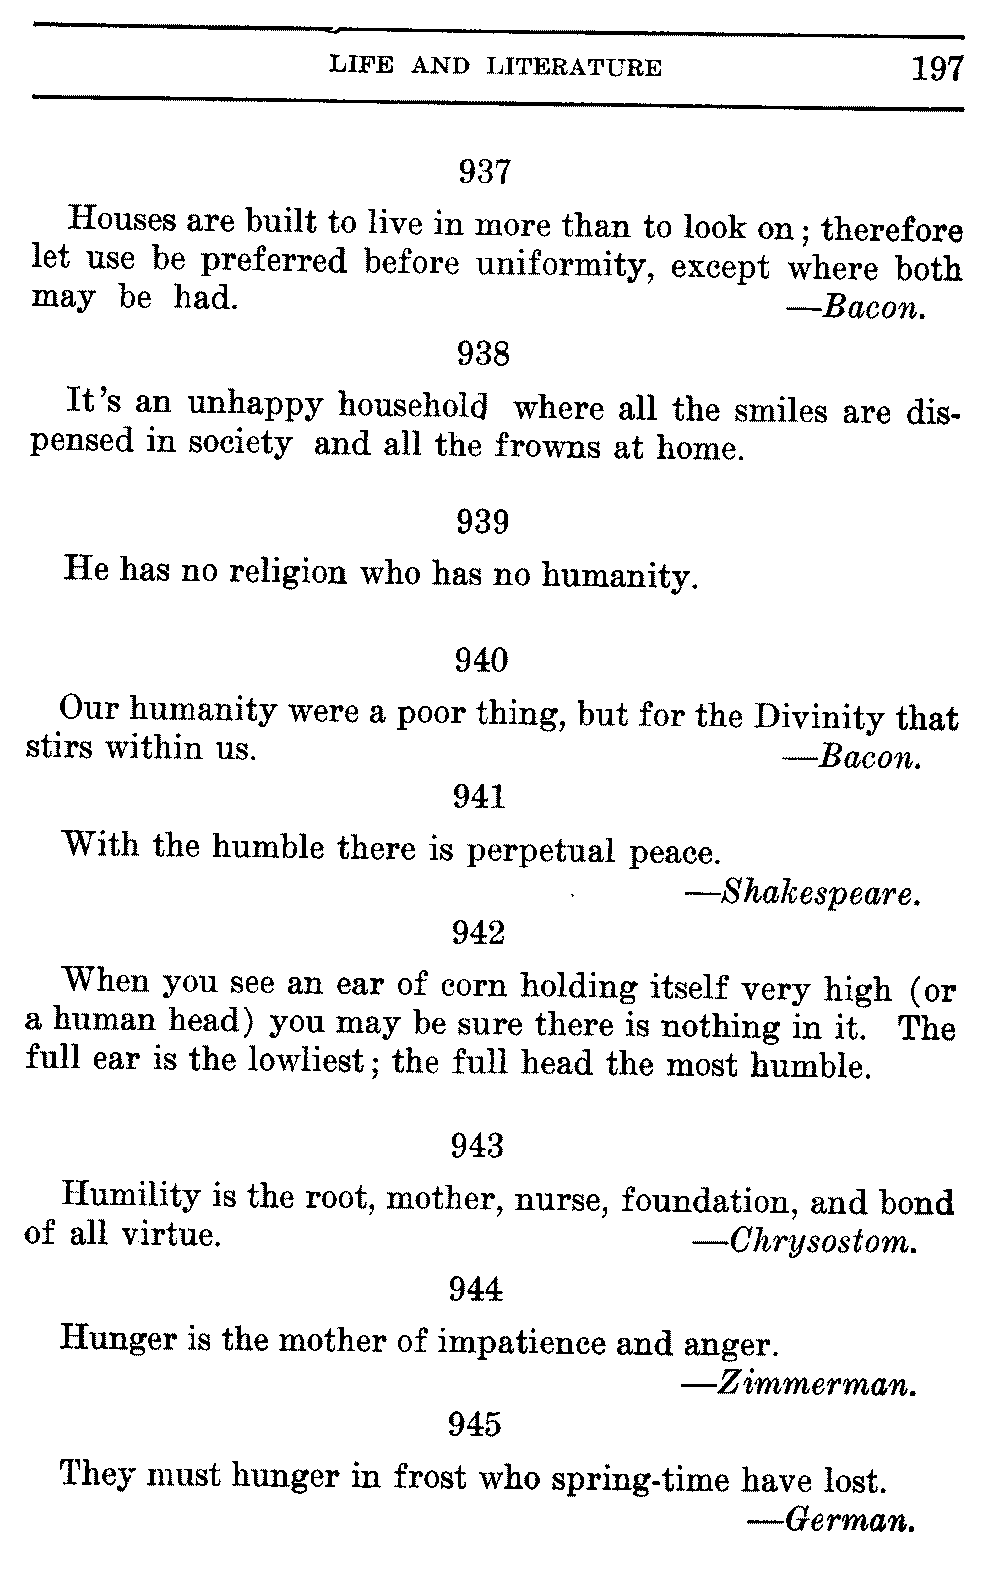 LIFE AND LITERATURE 197
937
Houses are built to live in more than to look on; therefore
let use be preferred before uniformity, except where both
may be had. —Bacon.
938
It's an unhappy household where all the smiles are dis-
pensed in society and all the frowns at home.
939
He has no religion who has no humanity.
940
Our humanity were a poor thing, but for the Divinity that
stirs within us. —Bacon.
941
With the humble there is perpetual peace.
—Shakespeare.
942
When you see an ear of corn holding itself very high (or
a human head) you may be sure there is nothing in it. The
full ear is the lowliest; the full head the most humble.
943
Humility is the root, mother, nurse, foundation, and bond
of all virtue. —Chrysostom.
944
Hunger is the mother of impatience and anger.
—Zimmerman.
945
They must hunger in frost who spring-time have lost.
—German.